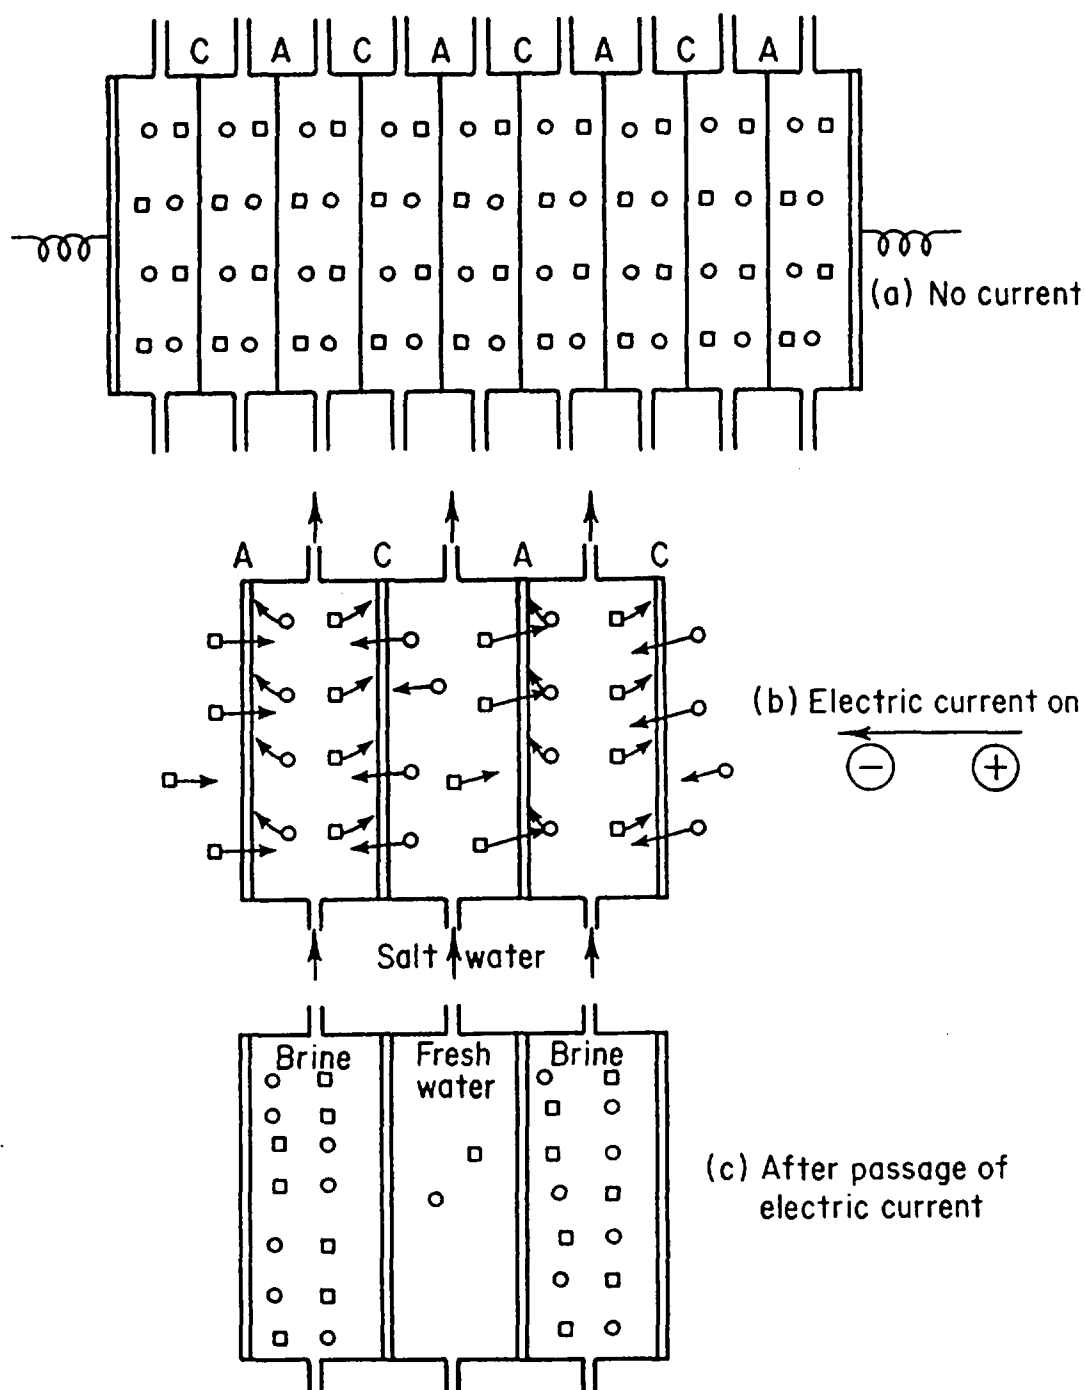 C A C A C A C A
(a) No current
A C A C
(b) Electric current on
− +
Salt water
Brine Fresh water Brine
(c) After passage of
electric current